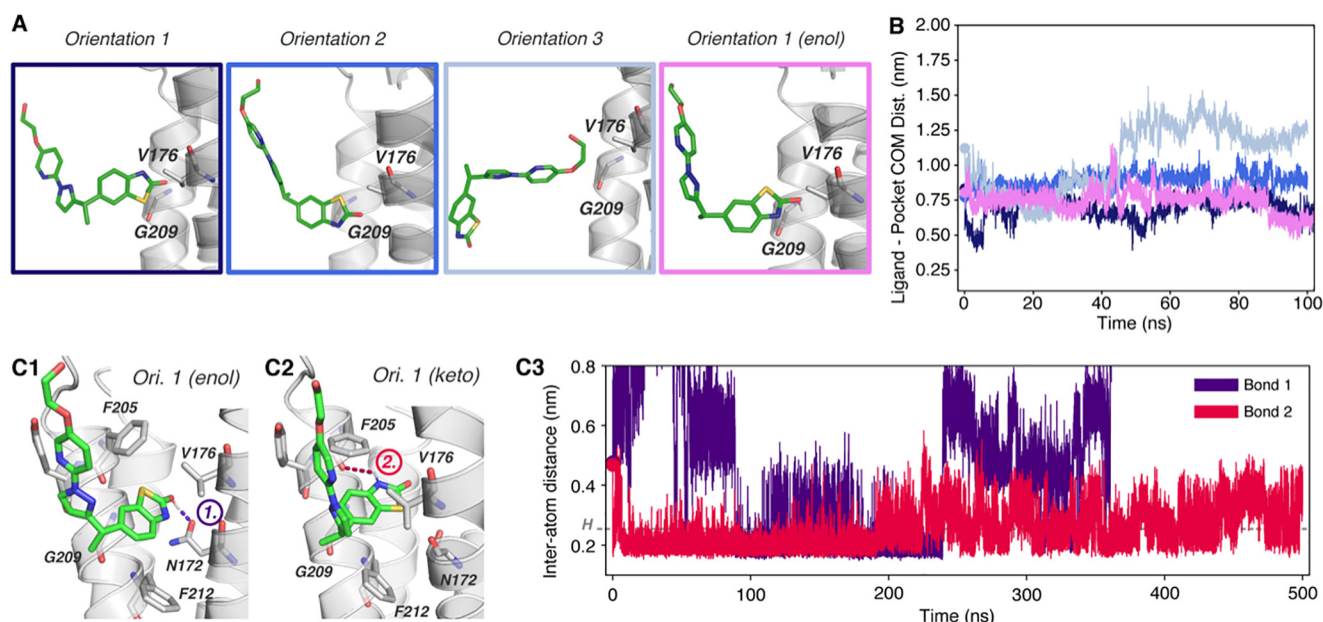 A
Orientation 1
Orientation 2
Orientation 3
Orientation 1 (enol)
V176
G209
V176
G209
V176
G209
V176
G209
B
Ligand - Pocket COM Dist. (nm)
2.00
1.75
1.50
1.25
1.00
0.75
0.50
0.25
0
20
40
60
80
100
Time (ns)
C1
Ori. 1 (enol)
F205
V176
1.
G209
N172
F212
C2
Ori. 1 (keto)
F205
2.
V176
G209
N172
F212
C3
Inter-atom distance (nm)
0.8
0.6
0.4
H
0.2
Bond 1
Bond 2
0
100
200
300
400
500
Time (ns)